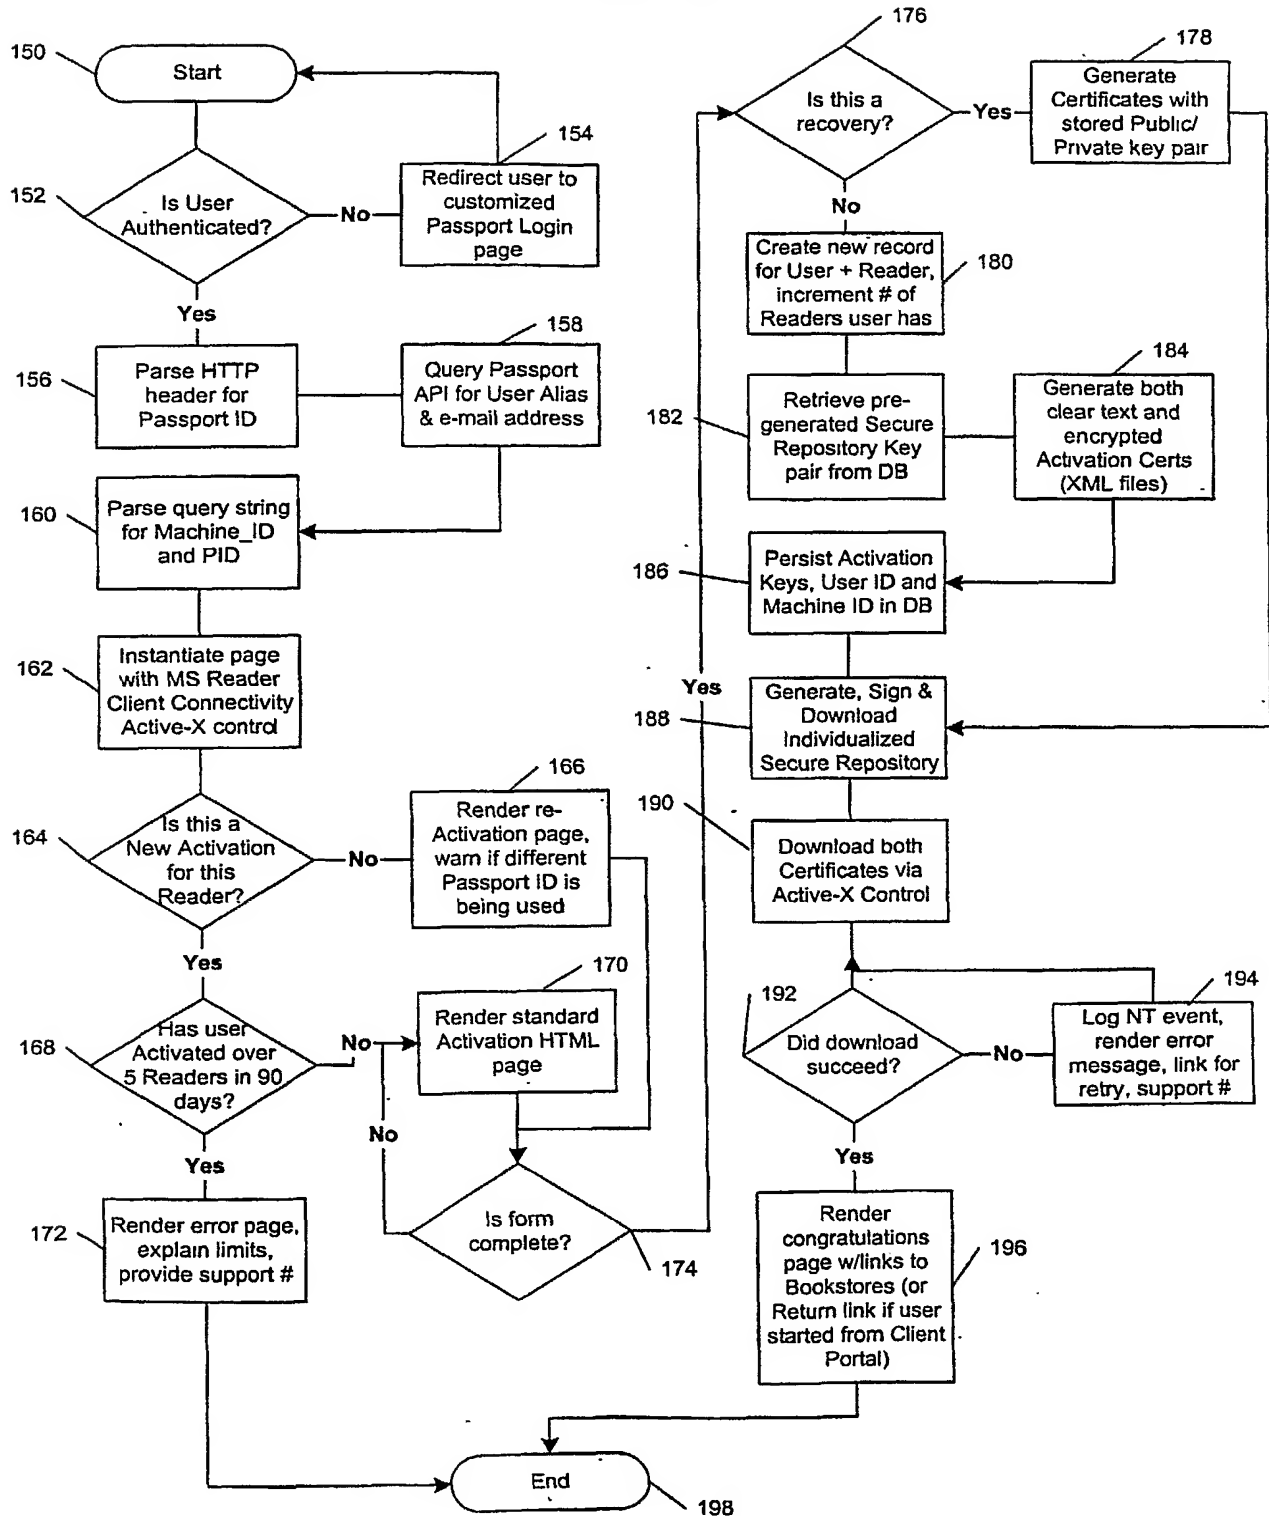 150
Start
154
Redirect user to
customized
Passport Login
page
152
Is User
Authenticated?
No
Yes
158
156
Parse HTTP
header for
Passport ID
Query Passport
API for User Alias
& e-mail address
160
Parse query string
for Machine_ID
and PID
162
Instantiate page
with MS Reader
Client Connectivity
Active-X control
164
Is this a
New Activation
for this
Reader?
No
166
Render re-
Activation page,
warn if different
Passport ID is
being used
Yes
168
Has user
Activated over
5 Readers in 90
days?
No
170
Render standard
Activation HTML
page
No
Yes
172
Render error page,
explain limits,
provide support #
Is form
complete?
174
Yes
176
Is this a
recovery?
Yes
178
Generate
Certificates with
stored Public/
Private key pair
No
Create new record
for User + Reader,
increment # of
Readers user has
180
182
Retrieve pre-
generated Secure
Repository Key
pair from DB
184
Generate both
clear text and
encrypted
Activation Certs
(XML files)
186
Persist Activation
Keys, User ID and
Machine ID in DB
188
Generate, Sign &
Download
Individualized
Secure Repository
190
Download both
Certificates via
Active-X Control
192
Did download
succeed?
No
194
Log NT event,
render error
message, link for
retry, support #
Yes
Render
congratulations
page w/links to
Bookstores (or
Return link if user
started from Client
Portal)
196
End
198